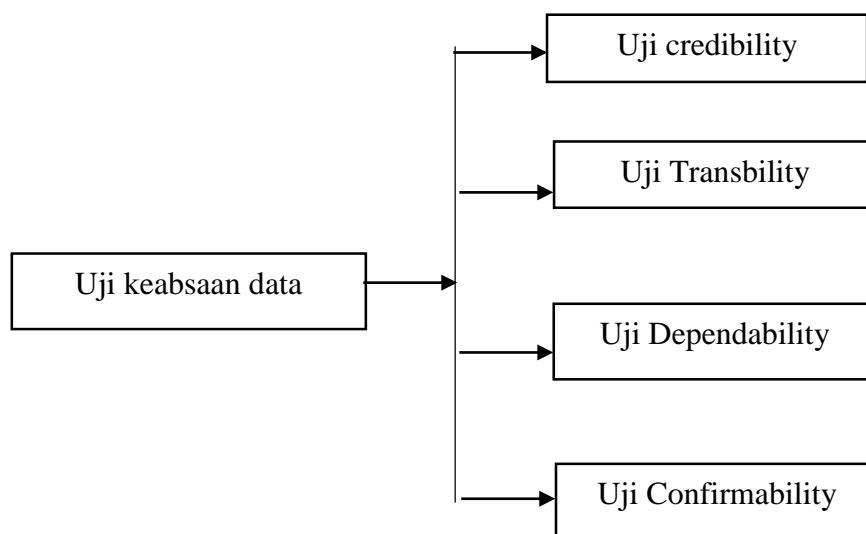 Uji credibility
Uji Transbility
Uji keabsaan data
Uji Dependability
Uji Confirmability